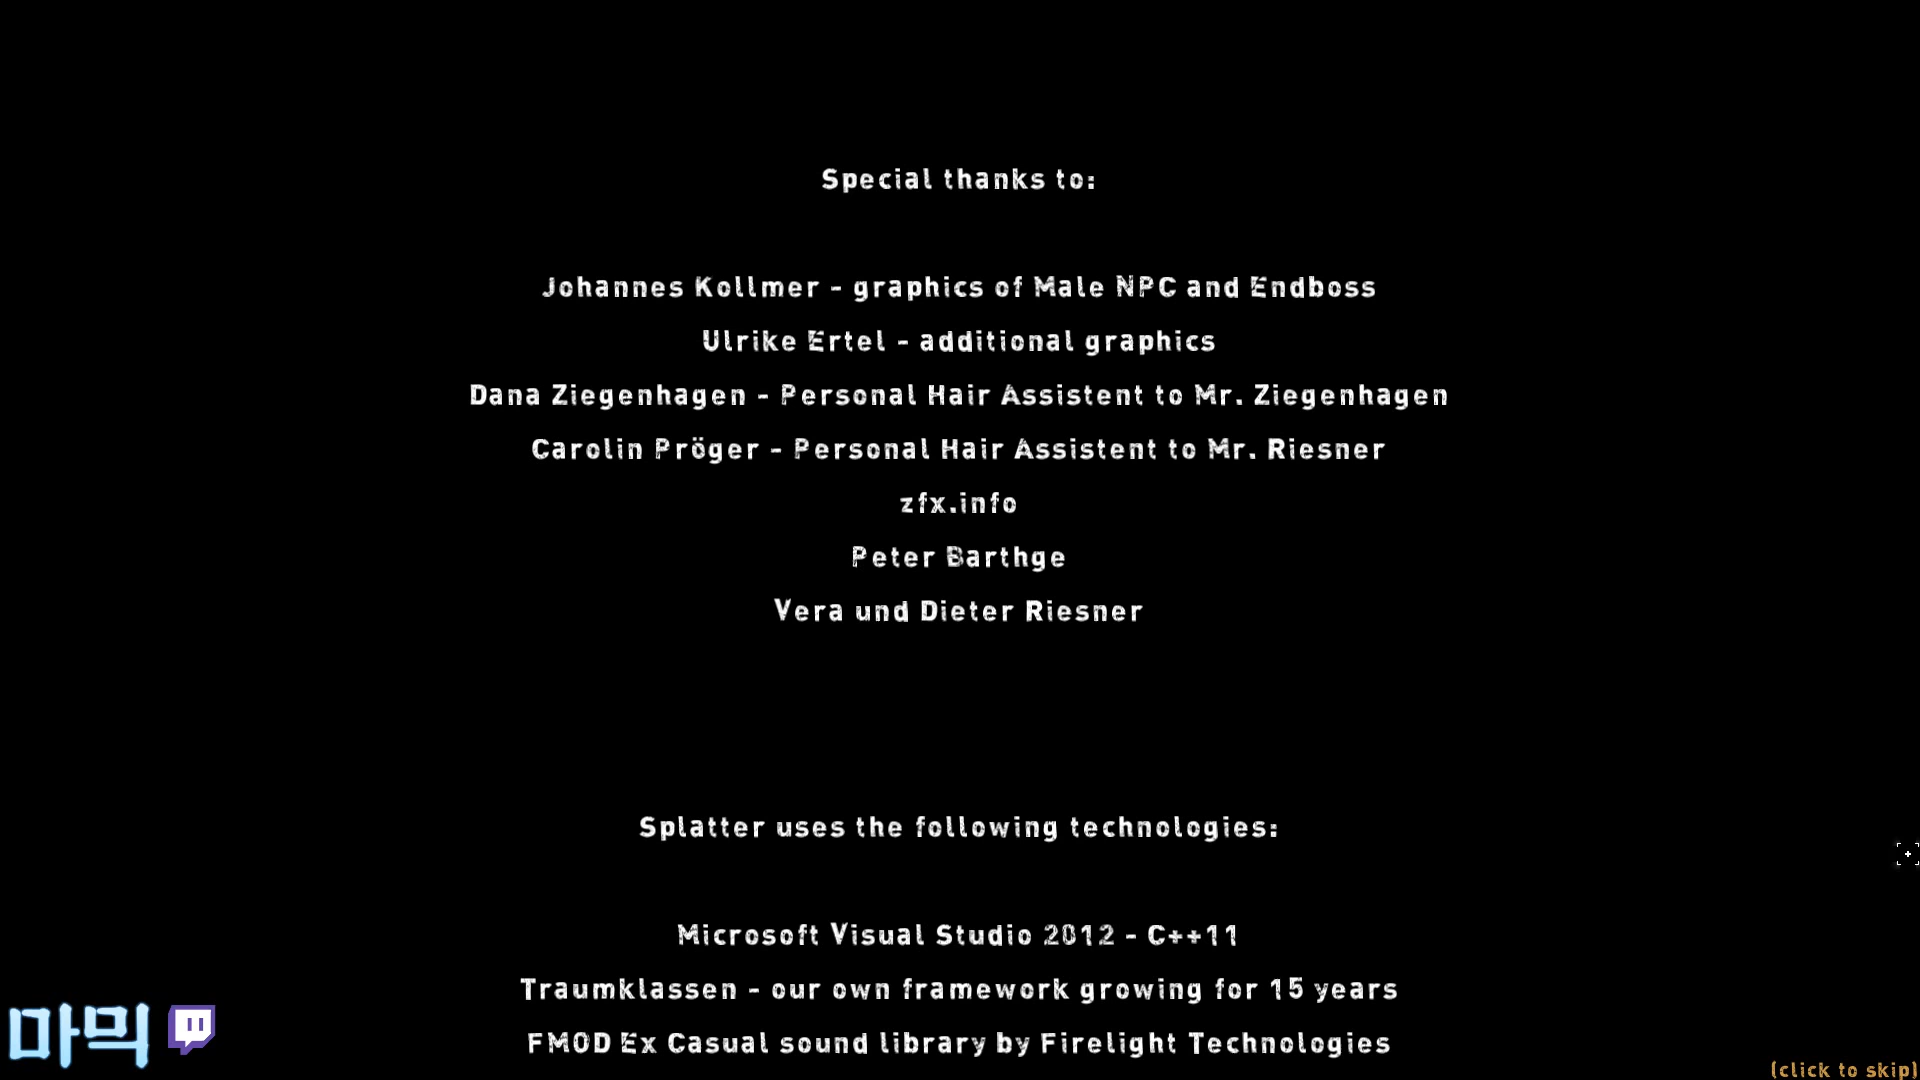 Special thanks to:
Johannes Kollmer - graphics of Male NPC and Endboss
Ulrike Ertel - additional graphics
Dana Ziegenhagen - Personal Hair Assistent to Mr. Ziegenhagen
Carolin Pröger - Personal Hair Assistent to Mr. Riesner
zfx.info
Peter Barthge
Vera und Dieter Riesner
Splatter uses the following technologies:
Microsoft Visual Studio 2012 - C++11
Traumklassen - our own framework growing for 15 years
FMOD Ex Casual sound library by Firelight Technologies
마믜
(click to skip)